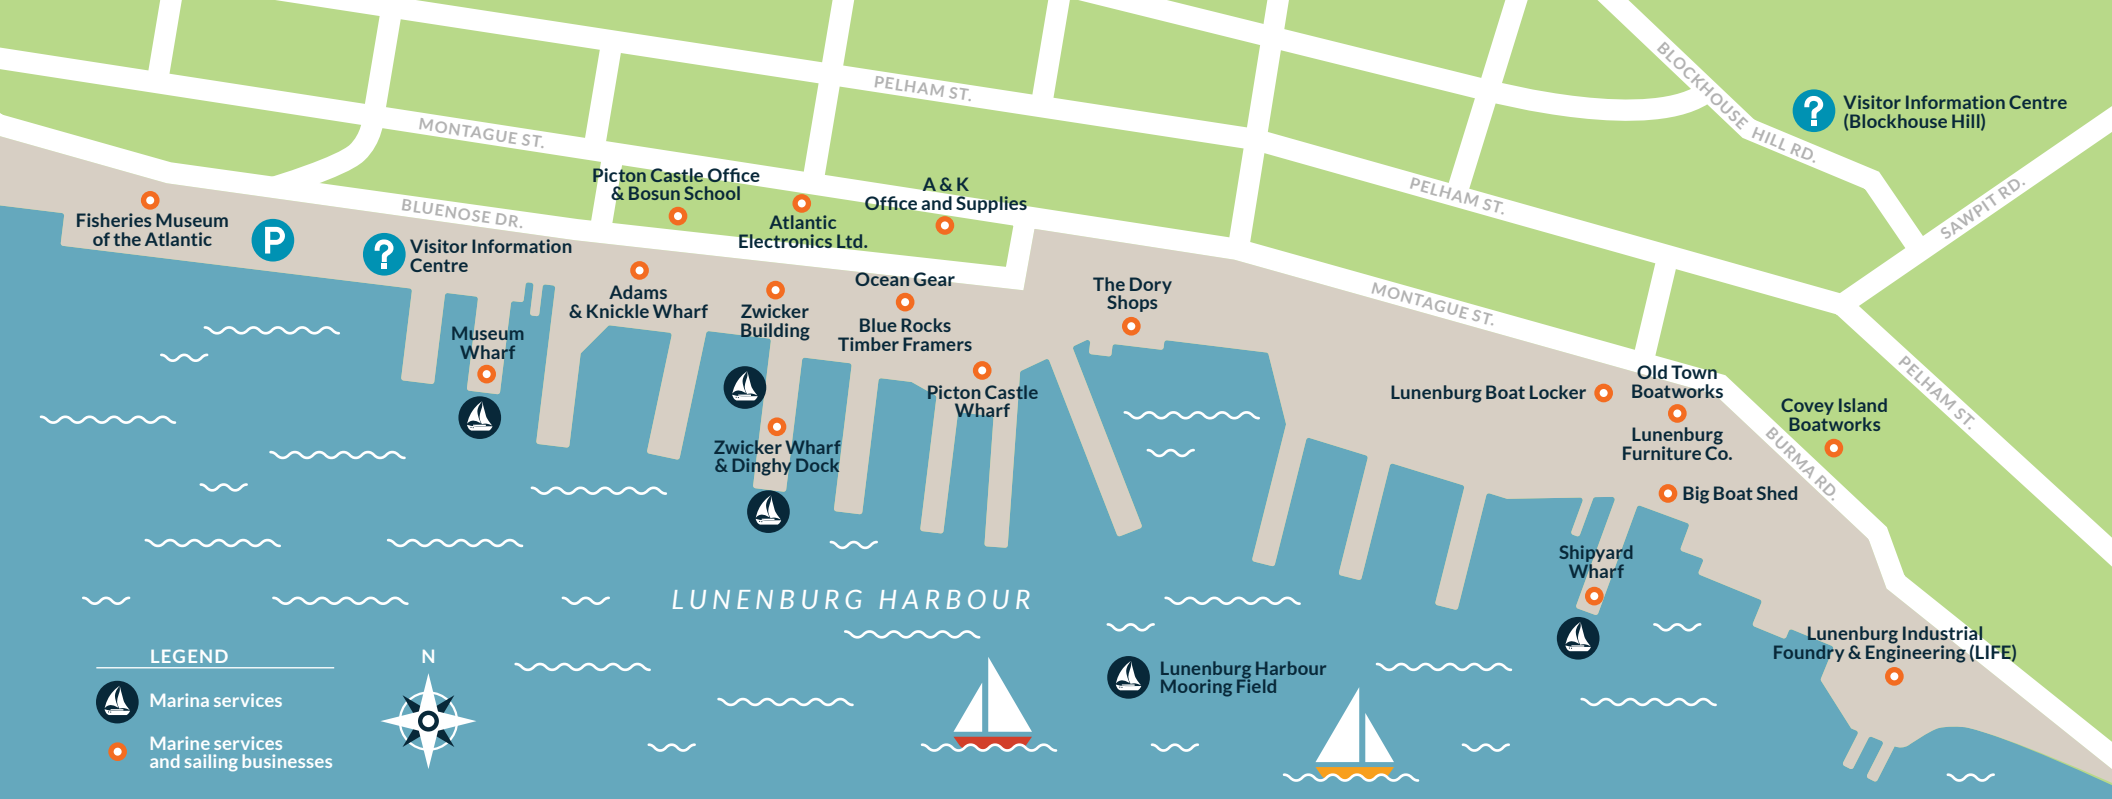 PELHAM ST.
BLOCKHOUSE HILL RD.
?
Visitor Information Centre
(Blockhouse Hill)
MONTAGUE ST.
PELHAM ST.
SAWPIT RD.
Picton Castle Office
& Bosun School
A & K
Office and Supplies
BLUENOSE DR.
Atlantic
Electronics Ltd.
Fisheries Museum
of the Atlantic
P
?
Visitor Information
Centre
Adams
& Knickle Wharf
Zwicker
Building
Ocean Gear
Blue Rocks
Timber Framers
The Dory
Shops
MONTAGUE ST.
Museum
Wharf
Picton Castle
Wharf
Lunenburg Boat Locker
Old Town
Boatworks
PELHAM ST.
Covey Island
Boatworks
Lunenburg
Furniture Co.
BURMA RD.
Zwicker Wharf
& Dinghy Dock
Big Boat Shed
Shipyard
Wharf
LUNENBURG HARBOUR
Lunenburg Industrial
Foundry & Engineering (LIFE)
Lunenburg Harbour
Mooring Field
LEGEND
Marina services
Marine services
and sailing businesses
N